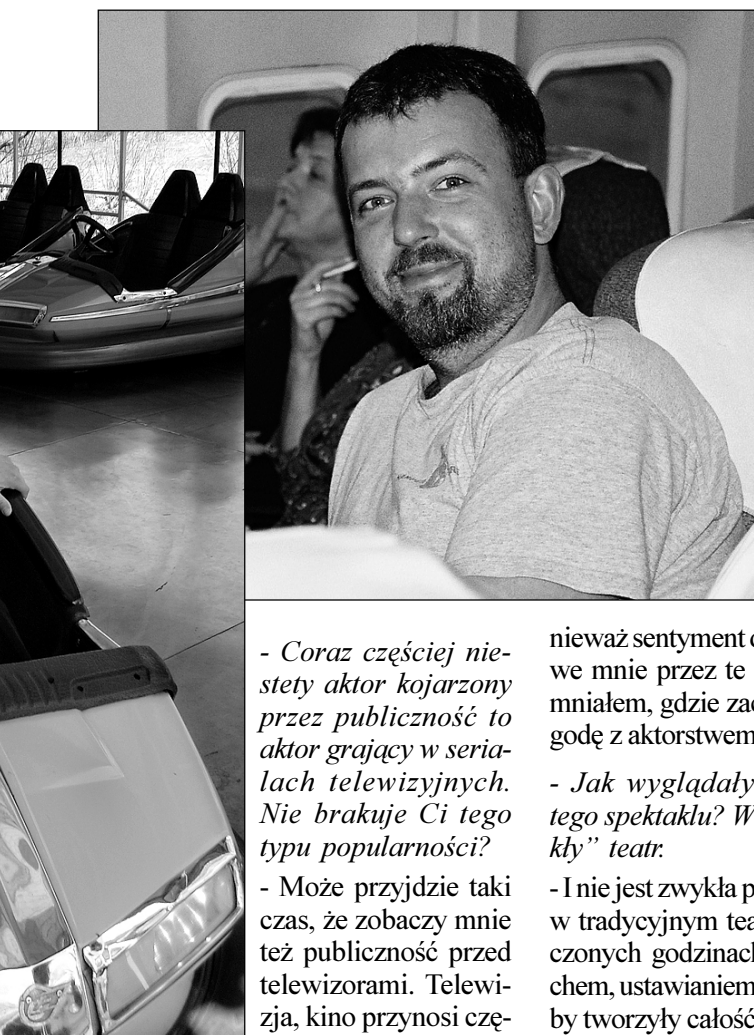 - Coraz częściej nie-
stety aktor kojarzony
przez publiczność to
aktor grający w seria-
lach telewizyjnych.
Nie brakuje Ci tego
typu popularności?
- Może przyjdzie taki
czas, że zobaczy mnie
też publiczność przed
telewizorami. Telewi-
zja, kino przynosi czę-
nieważ sentyment
we mnie przez te
mniałem, gdzie
godę z aktorstwem
- Jak wyglądały
tego spektaklu?
kły” teatr.
- I nie jest zwykła
w tradycyjnym
czonych godzinach
chem, ustawianiem
by tworzyły całość